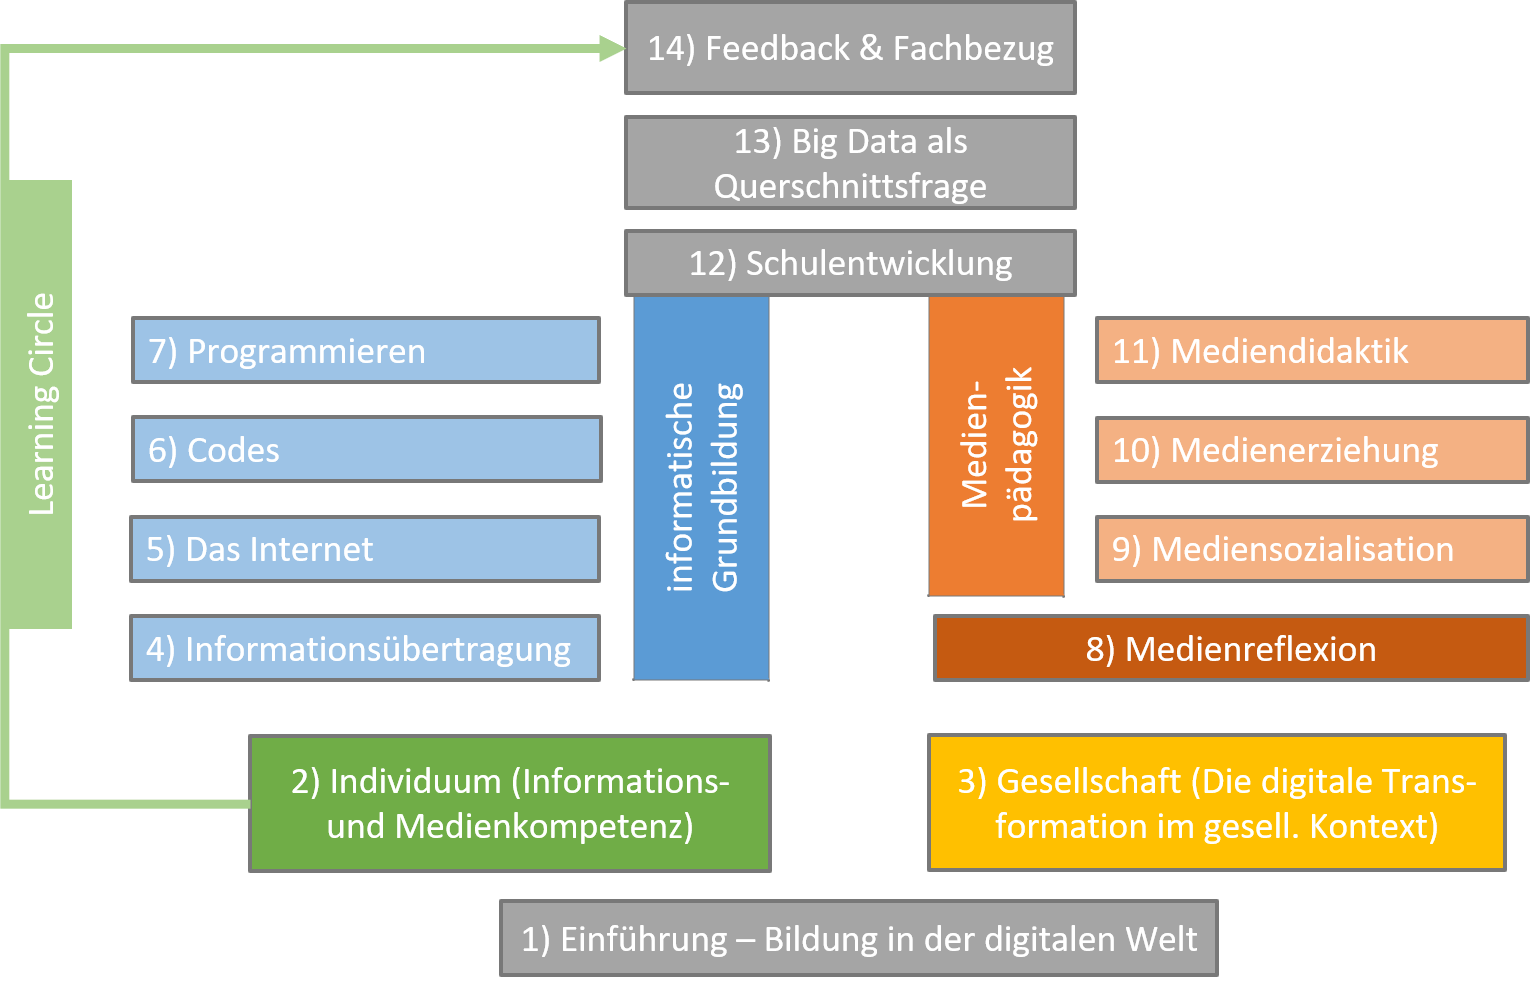 14) Feedback & Fachbezug
13) Big Data als
Querschnittsfrage
12) Schulentwicklung
Learning Circle
7) Programmieren
6) Codes
5) Das Internet
4) Informationsübertragung
informatische
Grundbildung
Medien-
pädagogik
11) Mediendidaktik
10) Medienerziehung
9) Mediensozialisation
8) Medienreflexion
2) Individuum (Informations-
und Medienkompetenz)
3) Gesellschaft (Die digitale Trans-
formation im gesell. Kontext)
1) Einführung – Bildung in der digitalen Welt